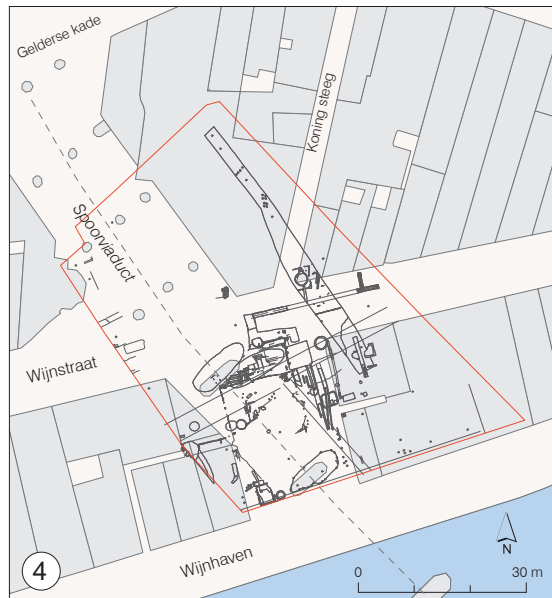 Gelderse kade
Koning steeg
Spoorviaduct
Wijnstraat
Wijnhaven
4
N
0 30 m